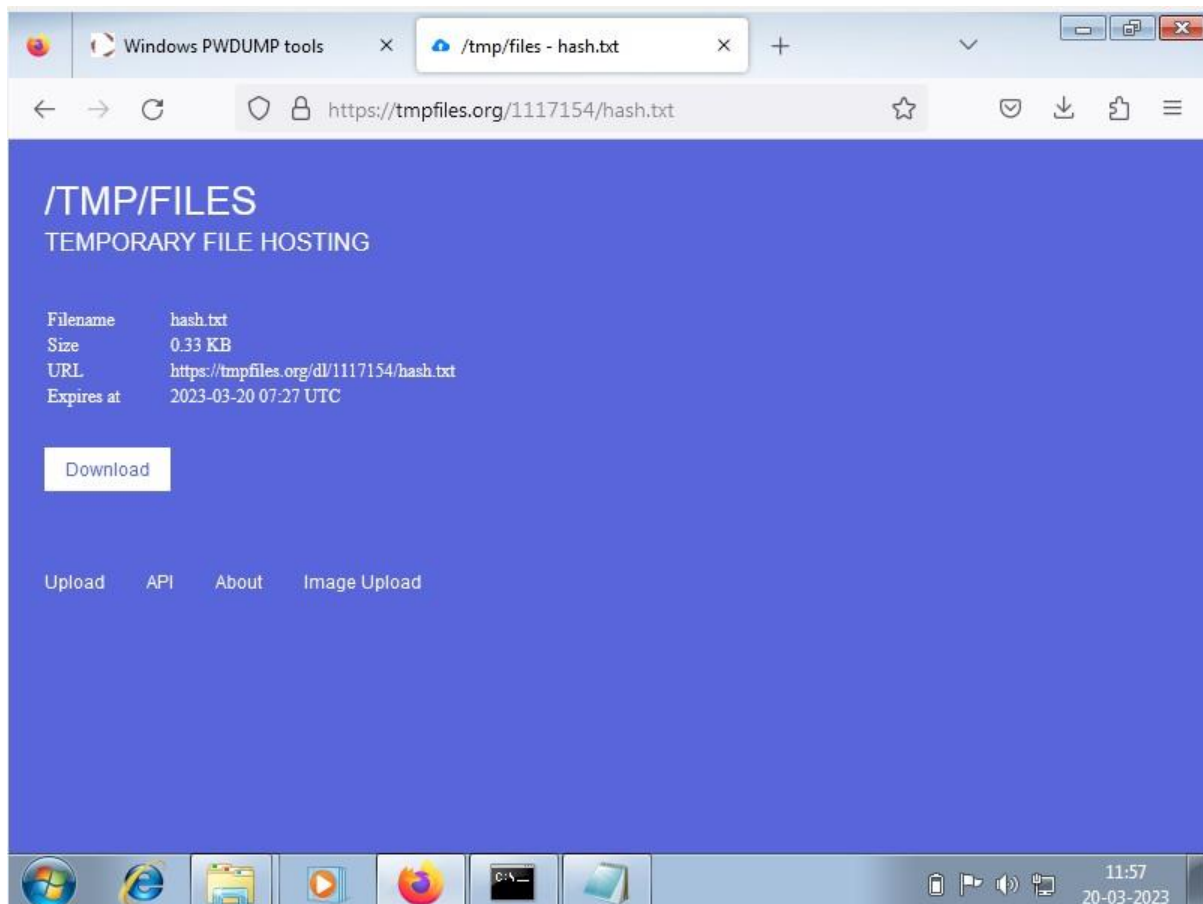 Windows PWDUMP tools
/tmp/files - hash.txt
https://tmpfiles.org/1117154/hash.txt
/TMP/FILES
TEMPORARY FILE HOSTING
Filename hash.txt
Size 0.33 KB
URL https://tmpfiles.org/dl/1117154/hash.txt
Expires at 2023-03-20 07:27 UTC
Download
Upload API About Image Upload
C:\
11:57
20-03-2023